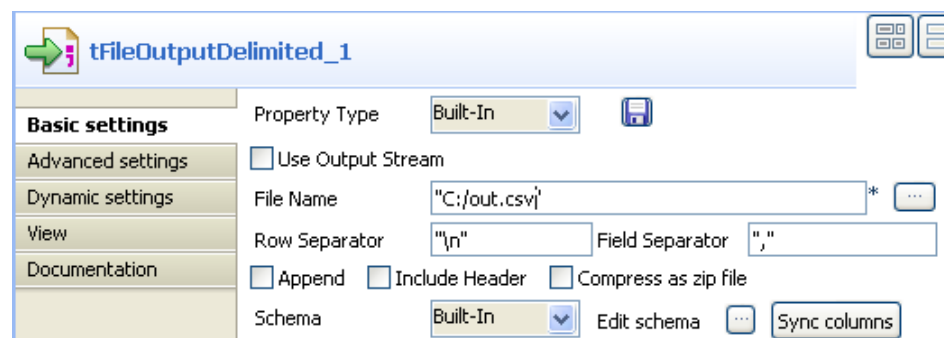 tFileOutputDelimited_1
Basic settings
Advanced settings
Dynamic settings
View
Documentation
Property Type Built-In
Use Output Stream
File Name "C:/out.csv" * ...
Row Separator "\n" Field Separator ","
Append Include Header Compress as zip file
Schema Built-In Edit schema ... Sync columns